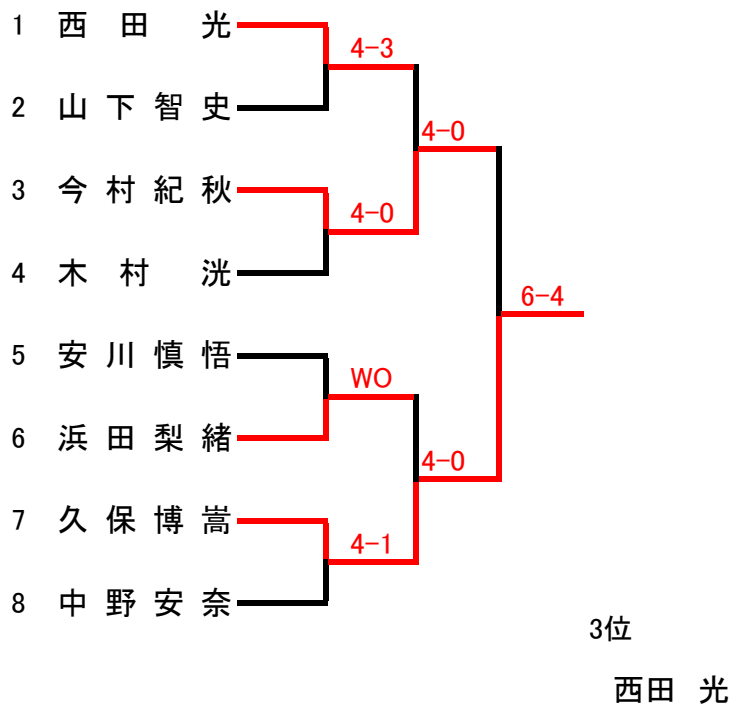 1 西田 光
4-3
2 山下智史
4-0
3 今村紀秋
4-0
4 木村 洸
6-4
5 安川慎悟
WO
6 浜田梨緒
4-0
7 久保博嵩
4-1
8 中野安奈
3位
西田 光